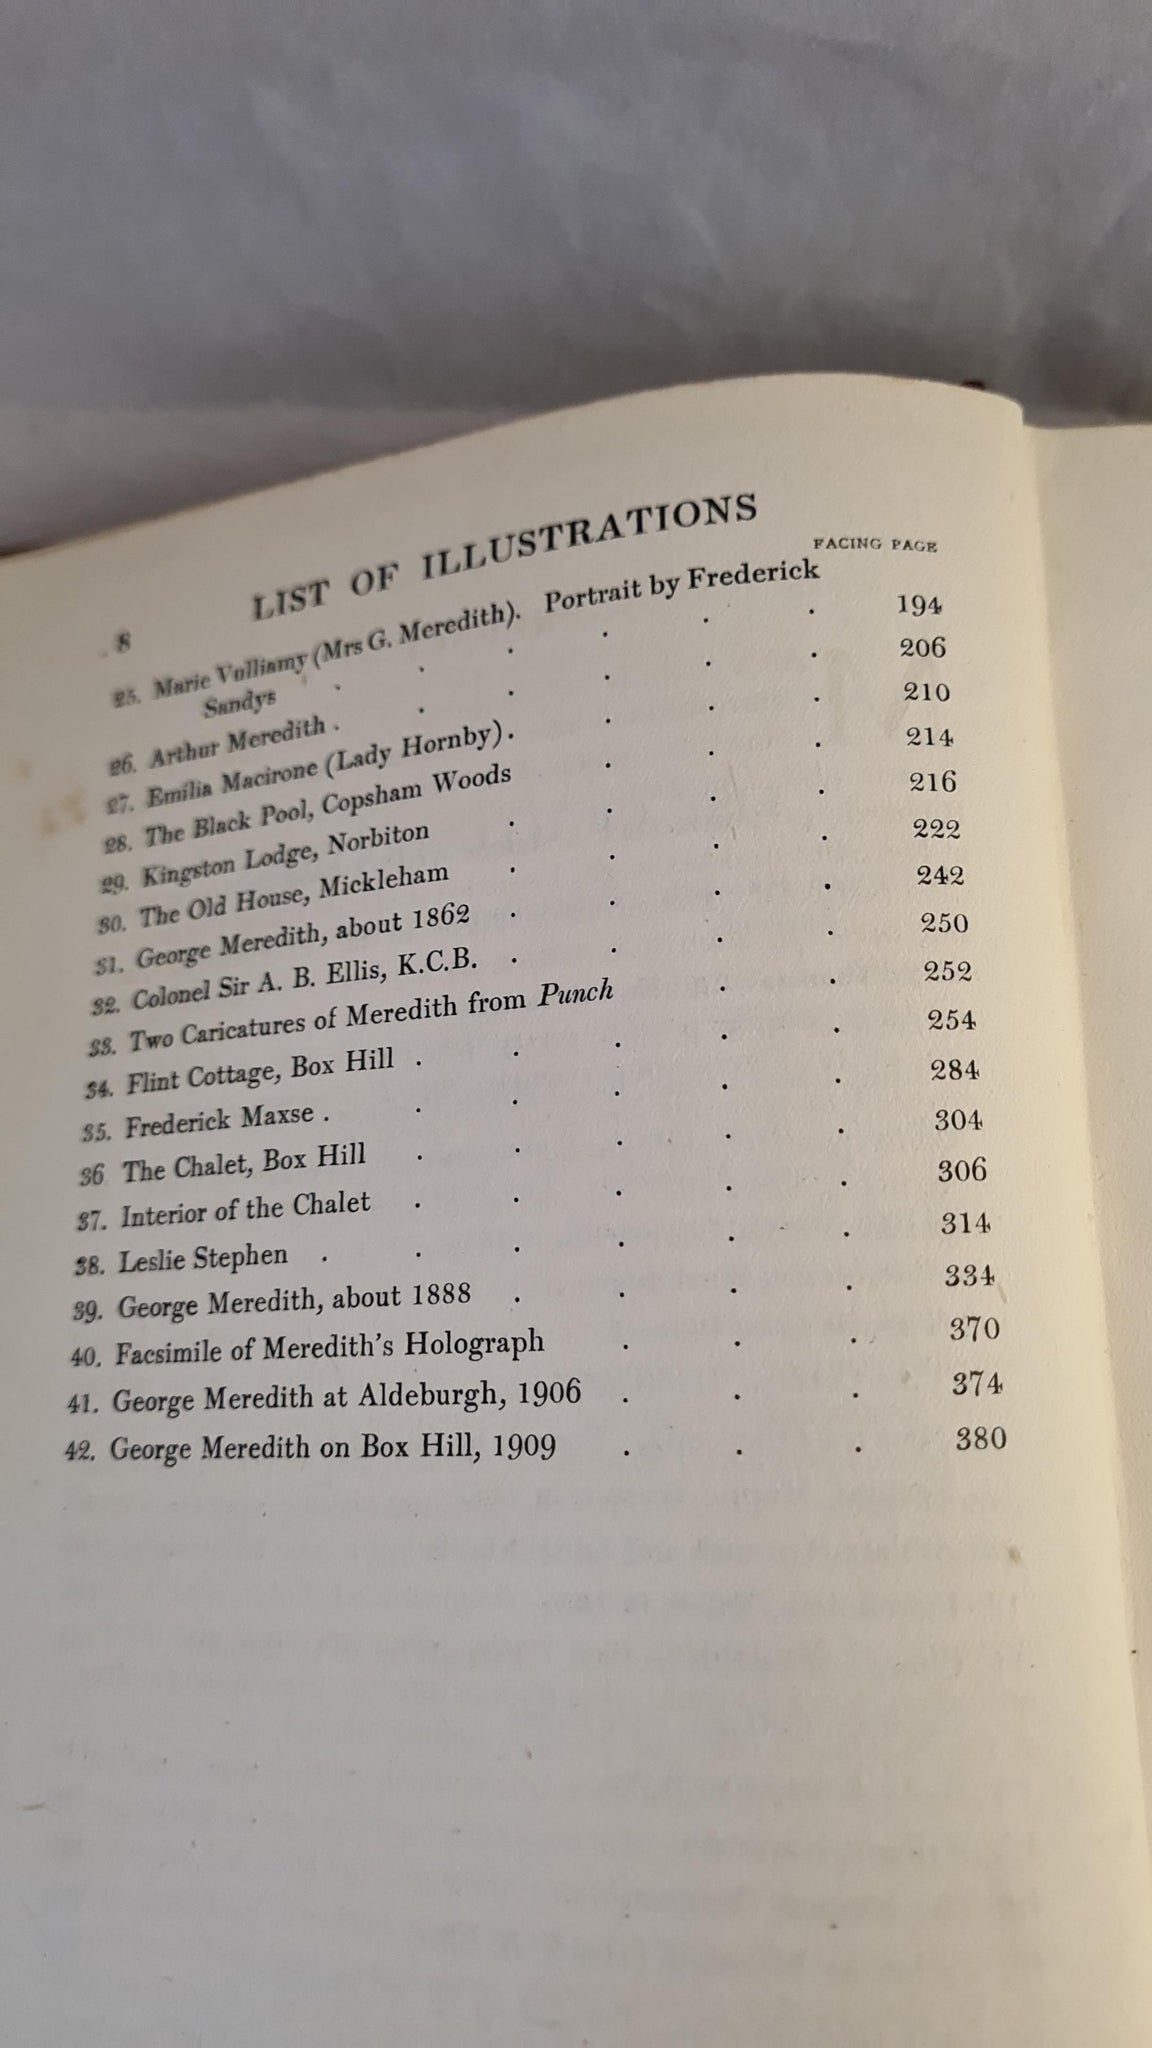 8 LIST OF ILLUSTRATIONS
FACING PAGE
25. Marie Vulliamy (Mrs G. Meredith). Portrait by Frederick
Sandys . . . . . . 194
26. Arthur Meredith . . . . . . 206
27. Emilia Macirone (Lady Hornby) . . . . 210
28. The Black Pool, Copsham Woods . . . 214
29. Kingston Lodge, Norbiton . . . . 216
30. The Old House, Mickleham . . . . 222
31. George Meredith, about 1862 . . . . 242
32. Colonel Sir A. B. Ellis, K.C.B. . . . . 250
33. Two Caricatures of Meredith from Punch . . 252
34. Flint Cottage, Box Hill . . . . . 254
35. Frederick Maxse . . . . . . 284
36 The Chalet, Box Hill . . . . . 304
37. Interior of the Chalet . . . . . 306
38. Leslie Stephen . . . . . . 314
39. George Meredith, about 1888 . . . . 334
40. Facsimile of Meredith's Holograph . . . 370
41. George Meredith at Aldeburgh, 1906 . . . 374
42. George Meredith on Box Hill, 1909 . . . 380